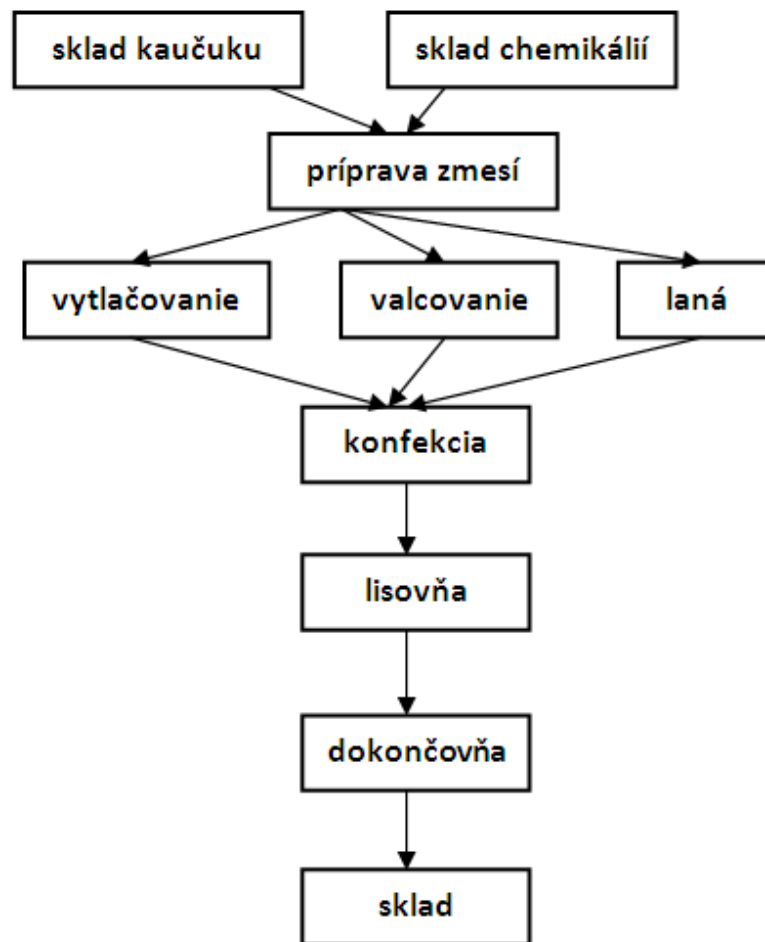 sklad kaučuku
sklad chemikálií
príprava zmesí
vytlačovanie
valcovanie
laná
konfekcia
lisovňa
dokončovňa
sklad